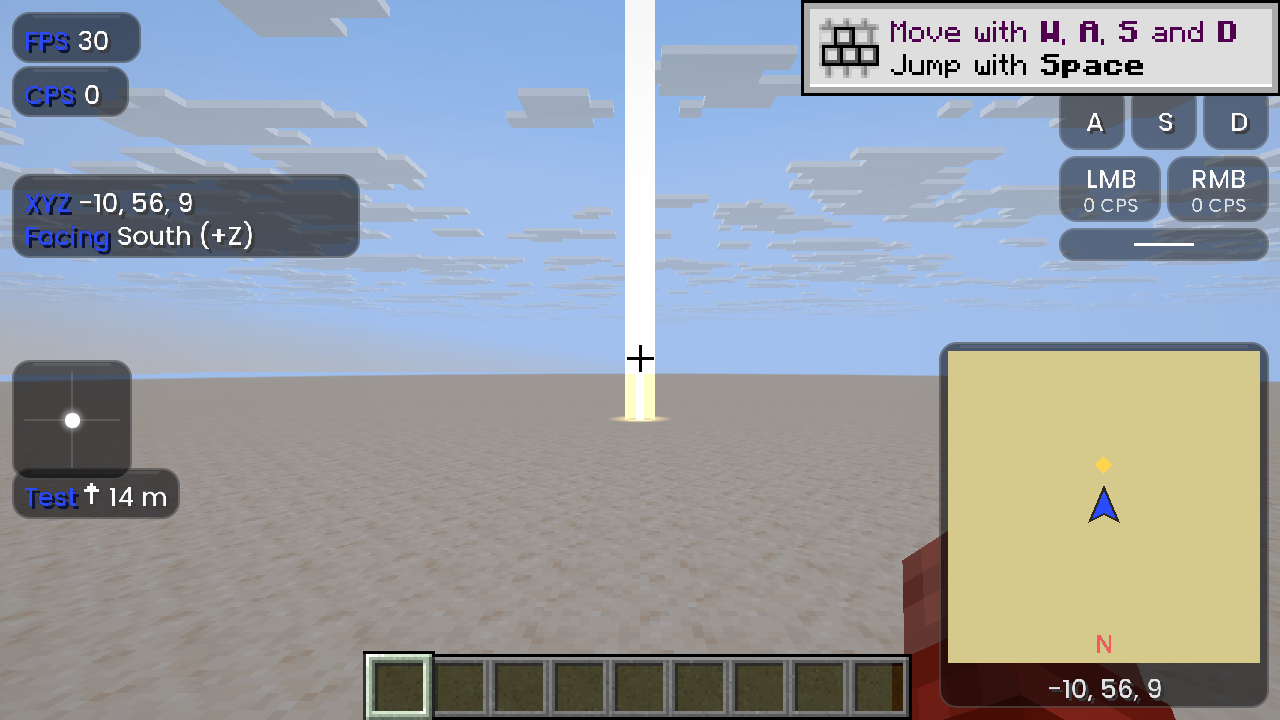 FPS 30
CPS 0
Move with W, A, S and D
Jump with Space
A S D
LMB RMB
0 CPS 0 CPS
XYZ -10, 56, 9
Facing South (+Z)
Test 14 m
N
-10, 56, 9